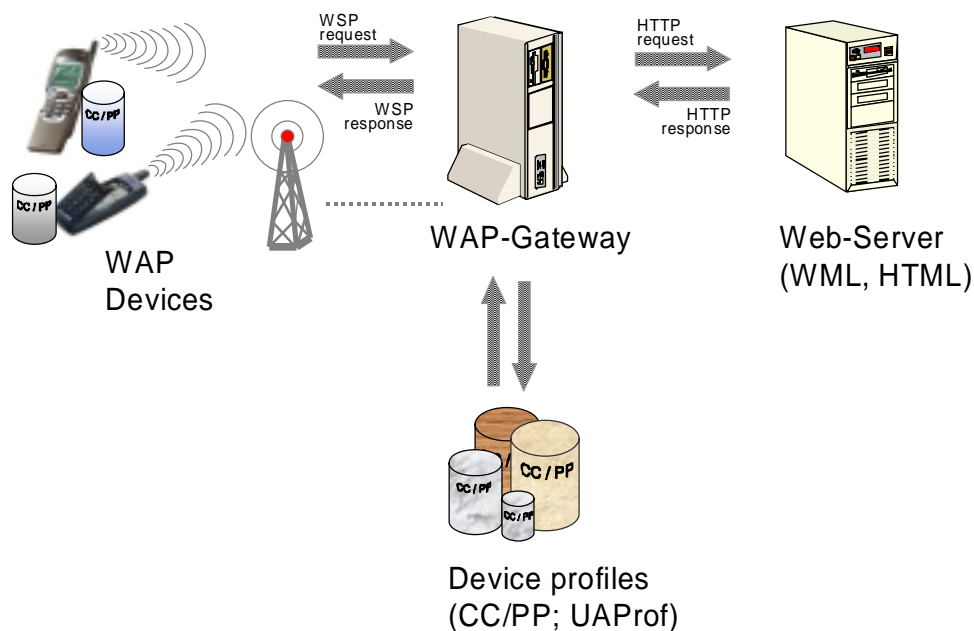 WSP
request
WSP
response
HTTP
request
HTTP
response
CC/PP
CC/PP
WAP
Devices
WAP-Gateway
Web-Server
(WML, HTML)
CC/PP
CC/PP
CC/PP
Device profiles
(CC/PP; UAProf)